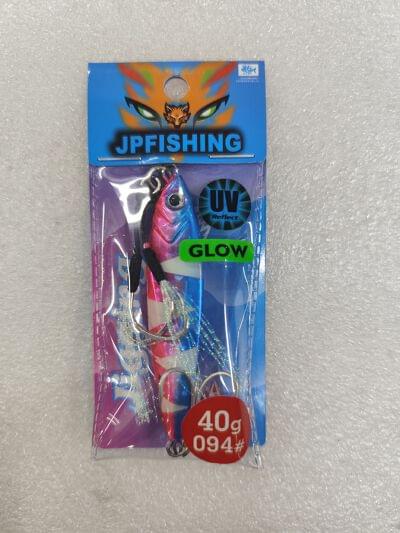 JPFISHING
UV
Reflect
GLOW
40g
094#